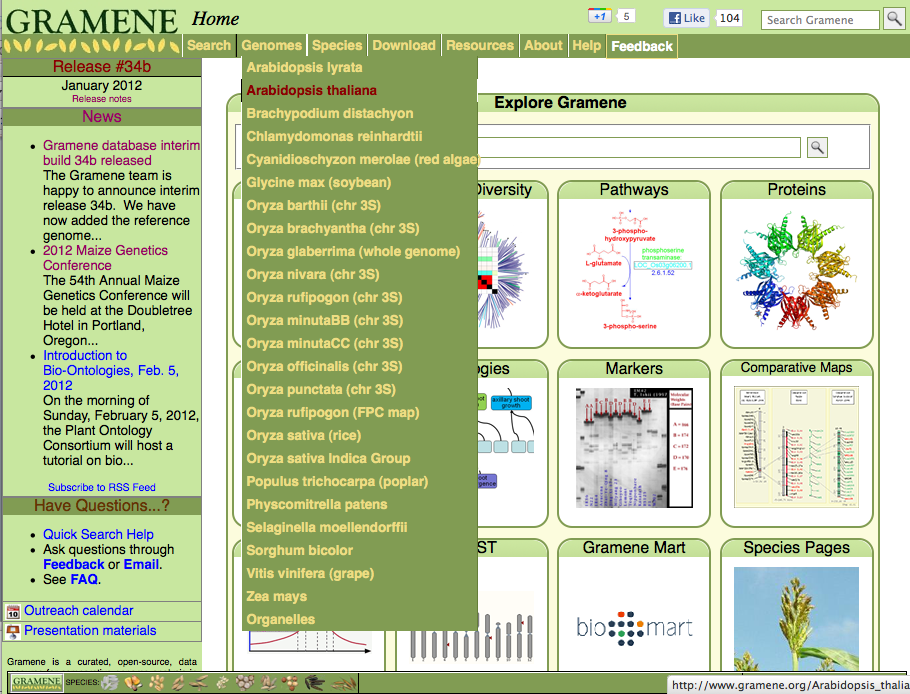 GRAMENE
Home
+1
5
Like
104
Search Gramene
Search Genomes Species Download Resources About Help Feedback
Release #34b
January 2012
Release notes
News
Gramene database interim
build 34b released
The Gramene team is
happy to announce interim
release 34b. We have
now added the reference
genome...
2012 Maize Genetics
Conference
The 54th Annual Maize
Genetics Conference will
be held at the Doubletree
Hotel in Portland,
Oregon...
Introduction to
Bio-Ontologies, Feb. 5,
2012
On the morning of
Sunday, February 5, 2012,
the Plant Ontology
Consortium will host a
tutorial on bio...
Subscribe to RSS Feed
Have Questions...?
Quick Search Help
Ask questions through
Feedback or Email.
See FAQ.
10
Outreach calendar
Presentation materials
Gramene is a curated, open-source, data
Arabidopsis lyrata
Arabidopsis thaliana
Brachypodium distachyon
Chlamydomonas reinhardtii
Cyanidioschyzon merolae (red algae)
Glycine max (soybean)
Oryza barthii (chr 3S)
Oryza brachyantha (chr 3S)
Oryza glaberrina (whole genome)
Oryza nivara (chr 3S)
Oryza rufipogon (chr 3S)
Oryza minutaBB (chr 3S)
Oryza minutaCC (chr 3S)
Oryza officinalis (chr 3S)
Oryza punctata (chr 3S)
Oryza rufipogon (FPC map)
Oryza sativa (rice)
Oryza sativa Indica Group
Populus trichocarpa (poplar)
Physcomitrella patens
Selaginella moellendorffii
Sorghum bicolor
Vitis vinifera (grape)
Zea mays
Organelles
Explore Gramene
Diversity
Pathways
3-phospho-
hydroxypyruvate
phosphoserine
transaminase:
L-glutamate
2.6.1.52
α-ketoglutarate
3-phospho-serine
Proteins
ogies
axillary shoot
growth
Markers
Comparative Maps
ST
Gramene Mart
bio mart
Species Pages
GRAMENE
SPECIES:
http://www.gramene.org/Arabidopsis_thalia